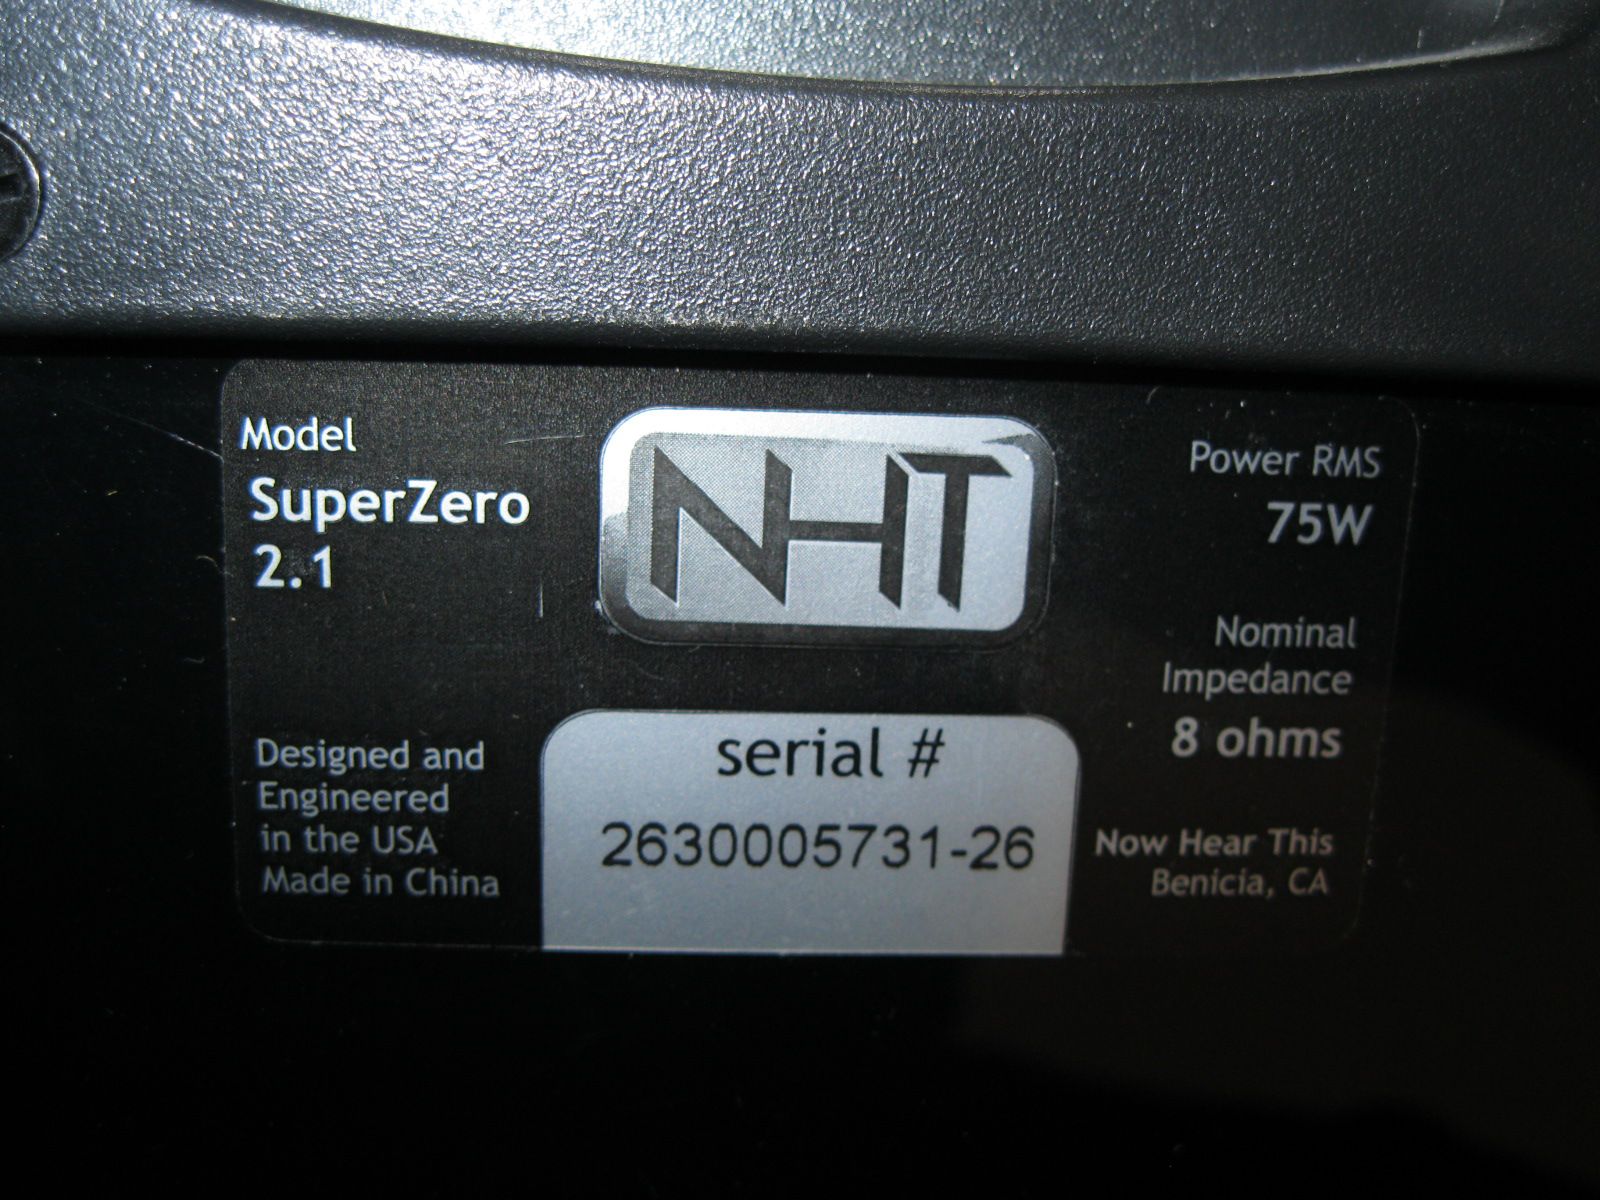 Model
SuperZero
2.1
NHT
Power RMS
75W
Nominal
Impedance
8 ohms
Designed and
Engineered
in the USA
Made in China
serial #
2630005731-26
Now Hear This
Benicia, CA